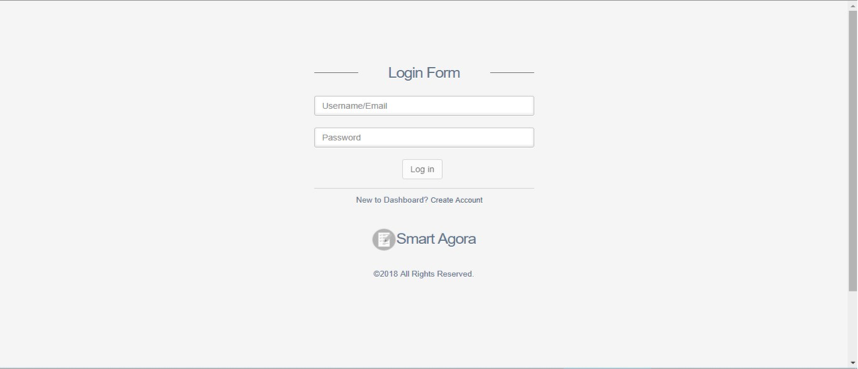 Login Form
Username/Email
Password
Log in
New to Dashboard? Create Account
Smart Agora
©2018 All Rights Reserved.